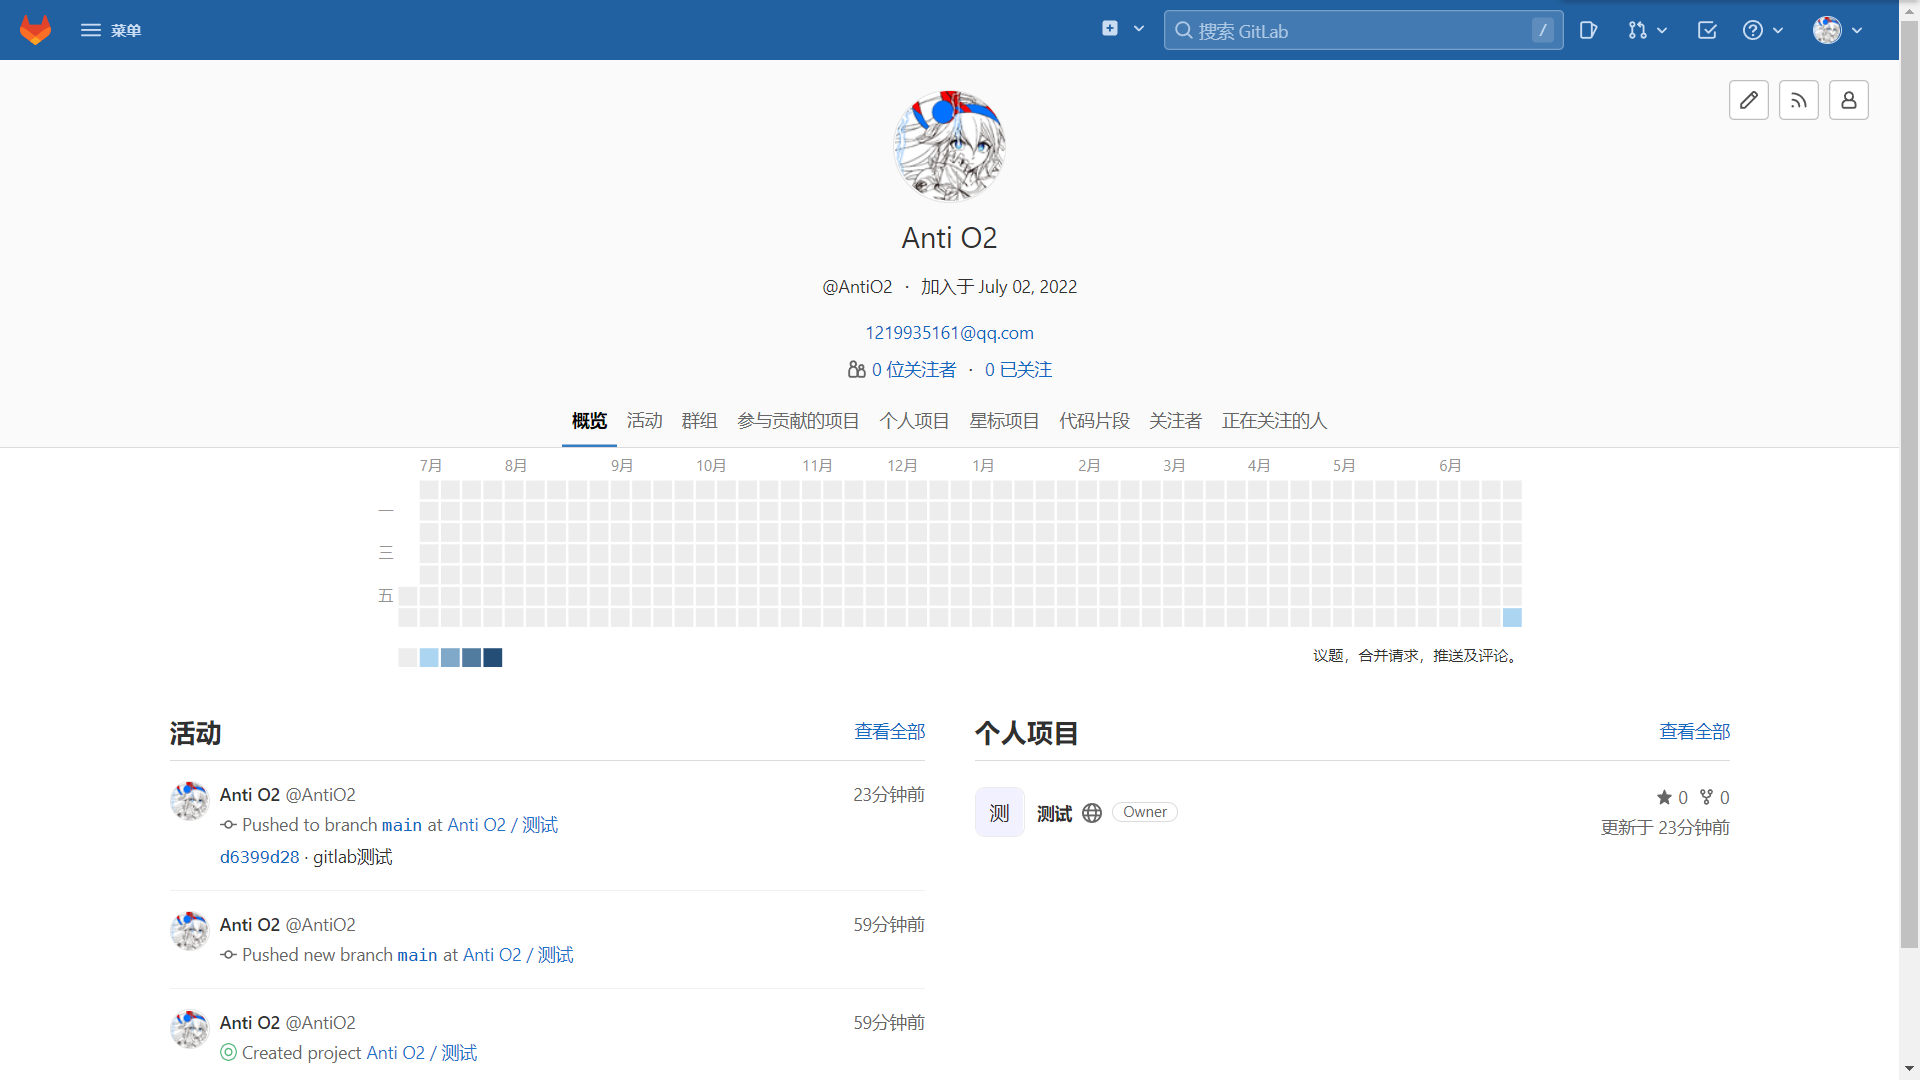 菜单
搜索 GitLab /
Anti O2
@AntiO2 · 加入于 July 02, 2022
1219935161@qq.com
0 位关注者 · 0 已关注
概览 活动 群组 参与贡献的项目 个人项目 星标项目 代码片段 关注者 正在关注的人
7月 8月 9月 10月 11月 12月 1月 2月 3月 4月 5月 6月
一
三
五
议题，合并请求，推送及评论。
活动 查看全部
Anti O2 @AntiO2 23分钟前
Pushed to branch main at Anti O2 / 测试
d6399d28 · gitlab测试
Anti O2 @AntiO2 59分钟前
Pushed new branch main at Anti O2 / 测试
Anti O2 @AntiO2 59分钟前
Created project Anti O2 / 测试
个人项目 查看全部
测 测试 Owner 0 0
更新于 23分钟前